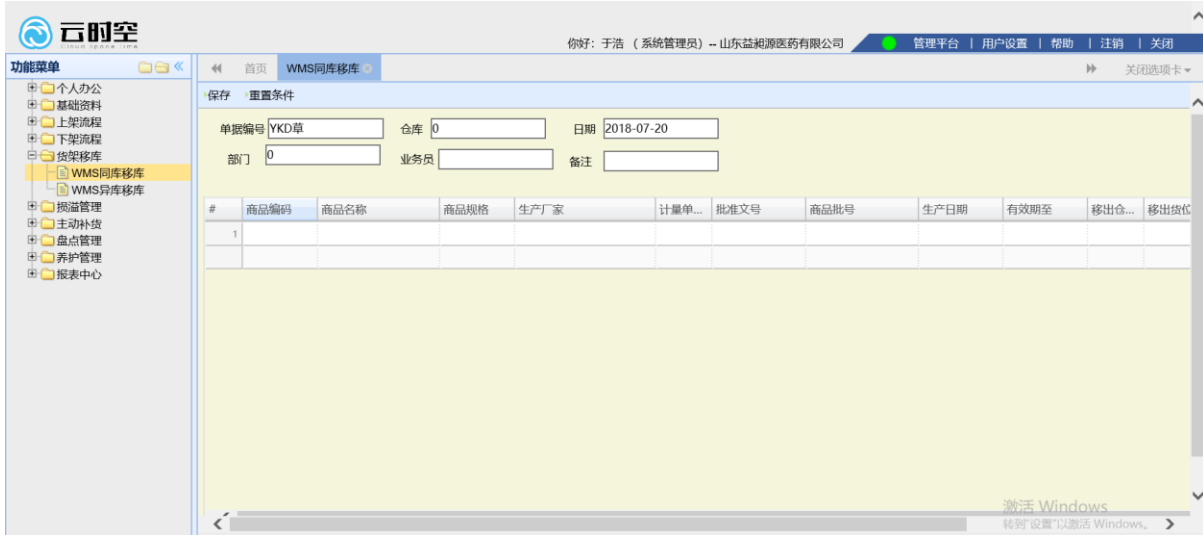 云时空
Cloud space time
你好：于浩 （系统管理员）-- 山东益昶源医药有限公司
管理平台 | 用户设置 | 帮助 | 注销 | 关闭
功能菜单
首页 WMS同库移库
关闭选项卡
个人办公
基础资料
上架流程
下架流程
货架移库
WMS同库移库
WMS异库移库
损溢管理
主动补货
盘点管理
养护管理
报表中心
保存 重置条件
单据编号 YKD草 仓库 0 日期 2018-07-20
部门 0 业务员 备注
# 商品编码 商品名称 商品规格 生产厂家 计量单... 批准文号 商品批号 生产日期 有效期至 移出仓... 移出货位
1
激活 Windows
转到"设置"以激活 Windows。